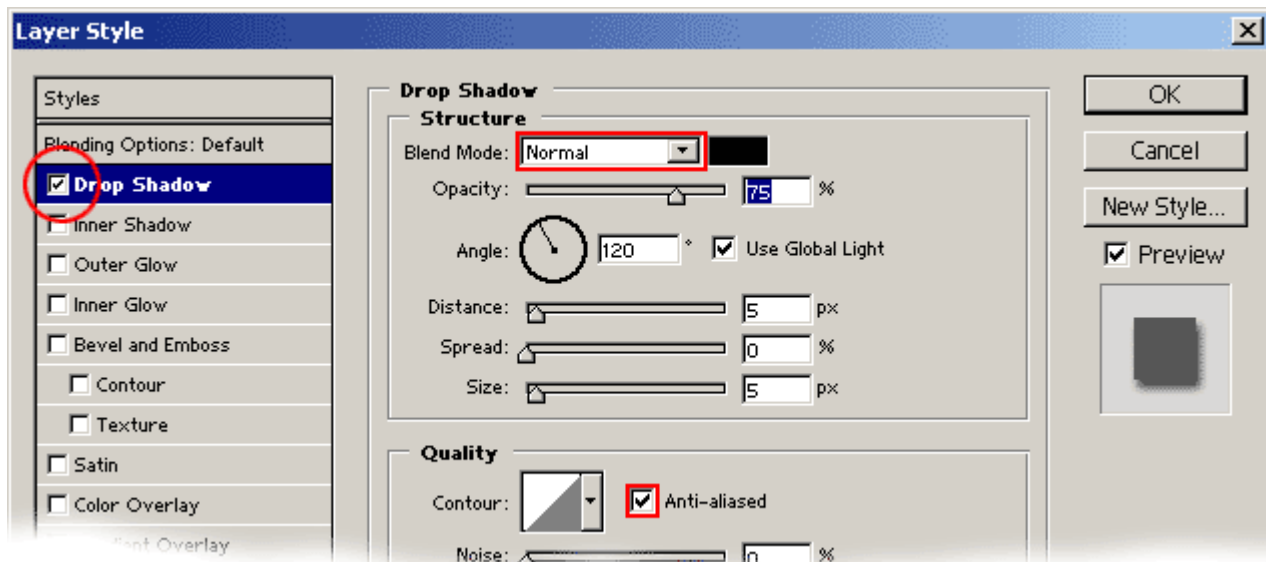 Layer Style
Styles
Blending Options: Default
Drop Shadow
Inner Shadow
Outer Glow
Inner Glow
Bevel and Emboss
Contour
Texture
Satin
Color Overlay
Overlay
Drop Shadow
Structure
Blend Mode: Normal
Opacity: 75 %
Angle: 120 ° Use Global Light
Distance: 5 px
Spread: 0 %
Size: 5 px
Quality
Contour: Anti-aliased
Noise: 0 %
OK
Cancel
New Style...
Preview